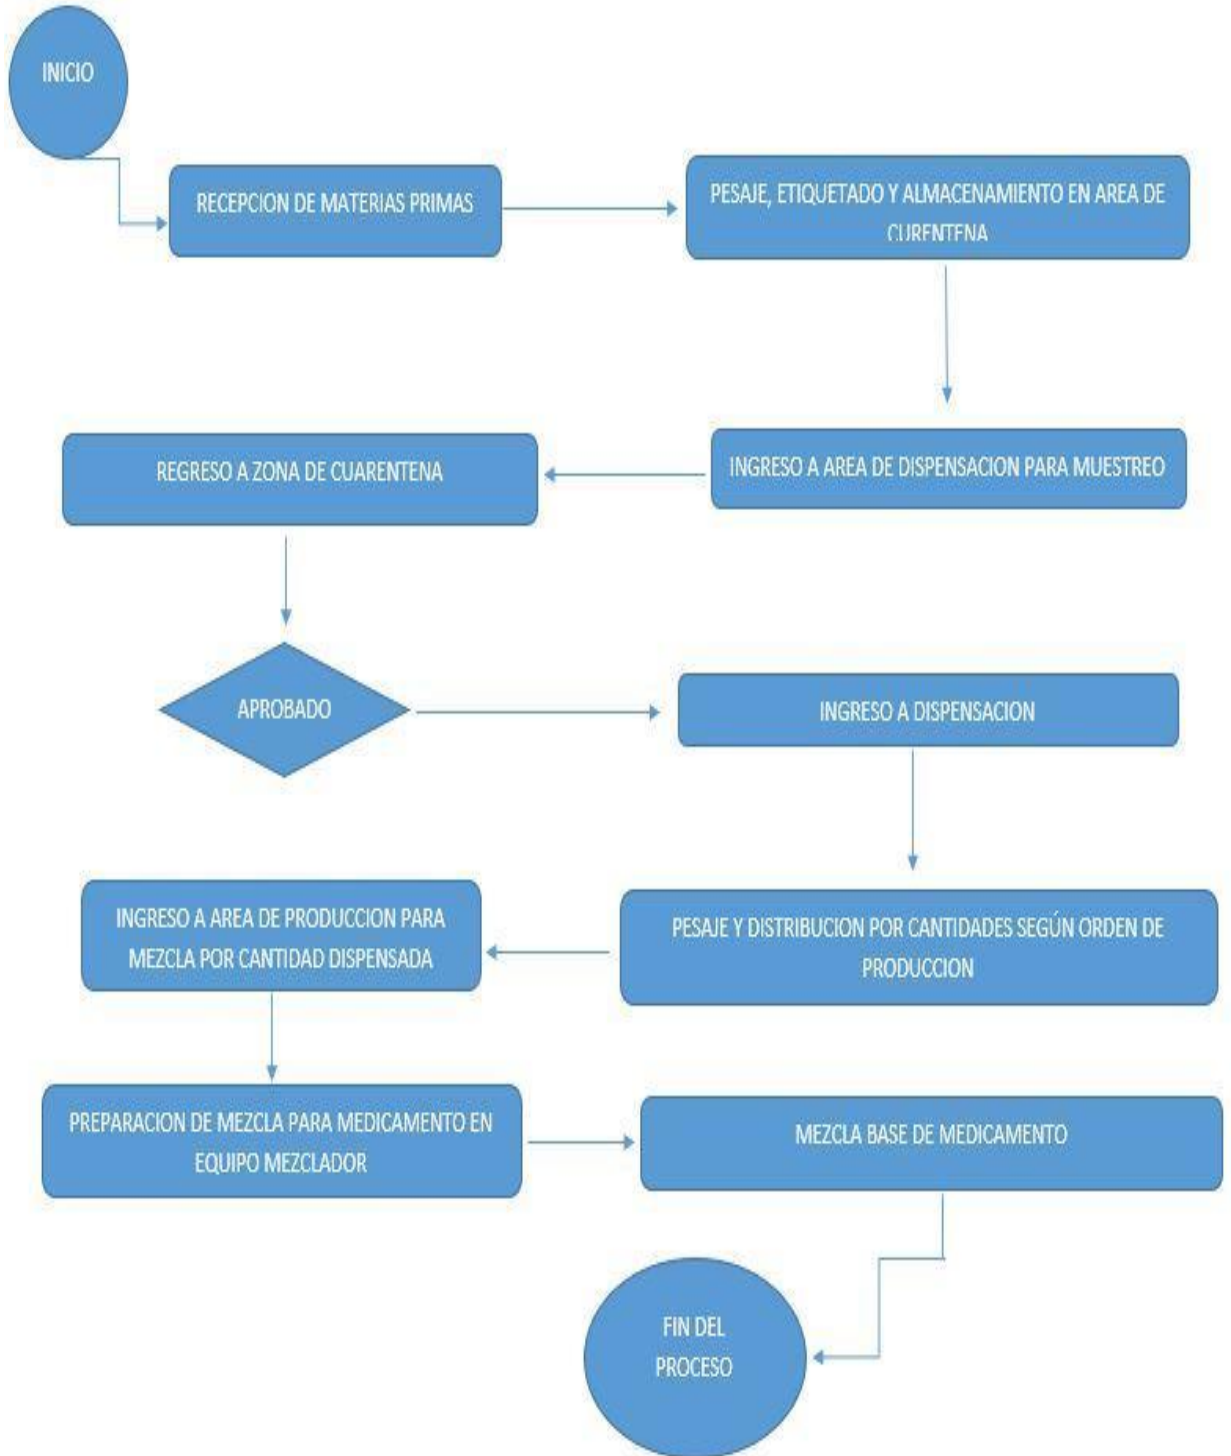 INICIO
RECEPCION DE MATERIAS PRIMAS
PESAJE, ETIQUETADO Y ALMACENAMIENTO EN AREA DE
CURENTENA
INGRESO A AREA DE DISPENSACION PARA MUESTREO
REGRESO A ZONA DE CUARENTENA
APROBADO
INGRESO A DISPENSACION
PESAJE Y DISTRIBUCION POR CANTIDADES SEGÚN ORDEN DE
PRODUCCION
INGRESO A AREA DE PRODUCCION PARA
MEZCLA POR CANTIDAD DISPENSADA
PREPARACION DE MEZCLA PARA MEDICAMENTO EN
EQUIPO MEZCLADOR
MEZCLA BASE DE MEDICAMENTO
FIN DEL
PROCESO